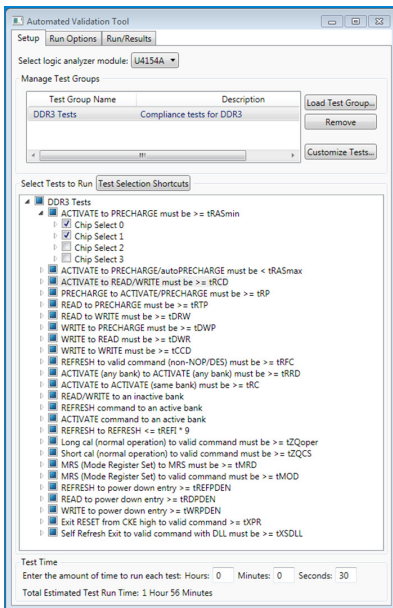 Automated Validation Tool
Setup Run Options Run/Results
Select logic analyzer module: U4154A
Manage Test Groups
Test Group Name Description
DDR3 Tests Compliance tests for DDR3
Load Test Group...
Remove
Customize Tests...
Select Tests to Run Test Selection Shortcuts
DDR3 Tests
ACTIVATE to PRECHARGE must be >= tRASmin
Chip Select 0
Chip Select 1
Chip Select 2
Chip Select 3
ACTIVATE to PRECHARGE/autoPRECHARGE must be < tRASmax
ACTIVATE to READ/WRITE must be >= tRCD
PRECHARGE to ACTIVATE/PRECHARGE must be >= tRP
READ to PRECHARGE must be >= tRTP
READ to WRITE must be >= tDRW
WRITE to PRECHARGE must be >= tDWP
WRITE to READ must be >= tDWR
WRITE to WRITE must be >= tCCD
REFRESH to valid command (non-NOP/DES) must be >= tRFC
ACTIVATE (any bank) to ACTIVATE (any bank) must be >= tRRD
ACTIVATE to ACTIVATE (same bank) must be >= tRC
READ/WRITE to an inactive bank
REFRESH command to an active bank
ACTIVATE command to an active bank
REFRESH to REFRESH <= tREFI * 9
Long cal (normal operation) to valid command must be >= tZQoper
Short cal (normal operation) to valid command must be >= tZQCS
MRS (Mode Register Set) to MRS must be >= tMRD
MRS (Mode Register Set) to valid command must be >= tMOD
REFRESH to power down entry >= tREFPDEN
READ to power down entry >= tRDPDEN
WRITE to power down entry >= tWRPDEN
Exit RESET from CKE high to valid command >= tXPR
Self Refresh Exit to valid command with DLL must be >= tXSDLL
Test Time
Enter the amount of time to run each test: Hours: 0 Minutes: 0 Seconds: 30
Total Estimated Test Run Time: 1 Hour 56 Minutes